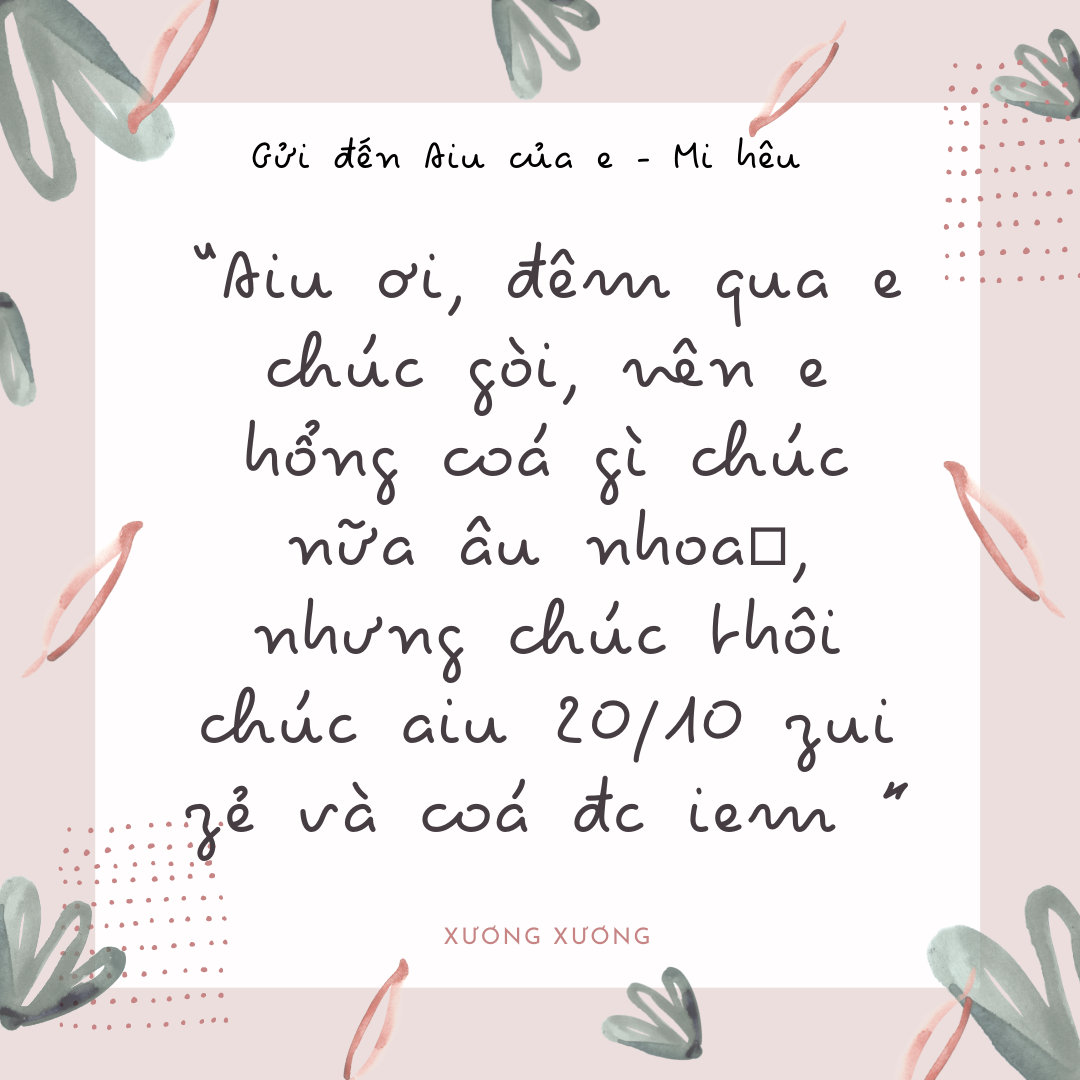 Gửi đến Aiu của e - Mi hêu
"Aiu ơi, đêm qua e
chúc gòi, nên e
hổng coá gì chúc
nữa âu nhoa□,
nhưng chúc thôi
chúc aiu 20/10 zui
zẻ và coá đc iem "
XƯƠNG XƯƠNG